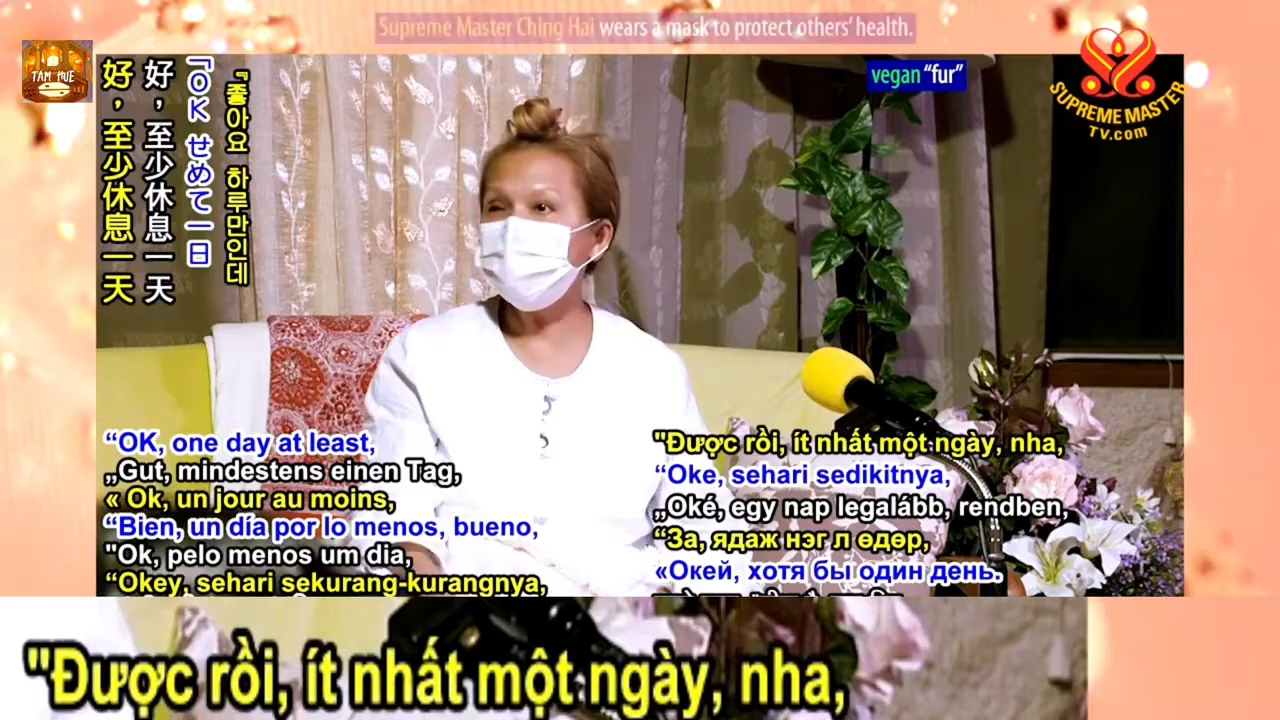 Supreme Master Ching Hai wears a mask to protect others’ health.
TÂM HUỆ
vegan “fur”
SUPREME MASTER
TV.com
『좋아요 하루만인데
『OK せめて一日
好，至少休息一天
好，至少休息一天
“OK, one day at least,
„Gut, mindestens einen Tag,
« Ok, un jour au moins,
“Bien, un día por lo menos, bueno,
"Ok, pelo menos um dia,
“Okey, sehari sekurang-kurangnya,
"Được rồi, ít nhất một ngày, nha,
“Oke, sehari sedikitnya,
„Oké, egy nap legalább, rendben,
“За, ядаж нэг л өдөр,
«Окей, хотя бы один день.
"Được rồi, ít nhất một ngày, nha,